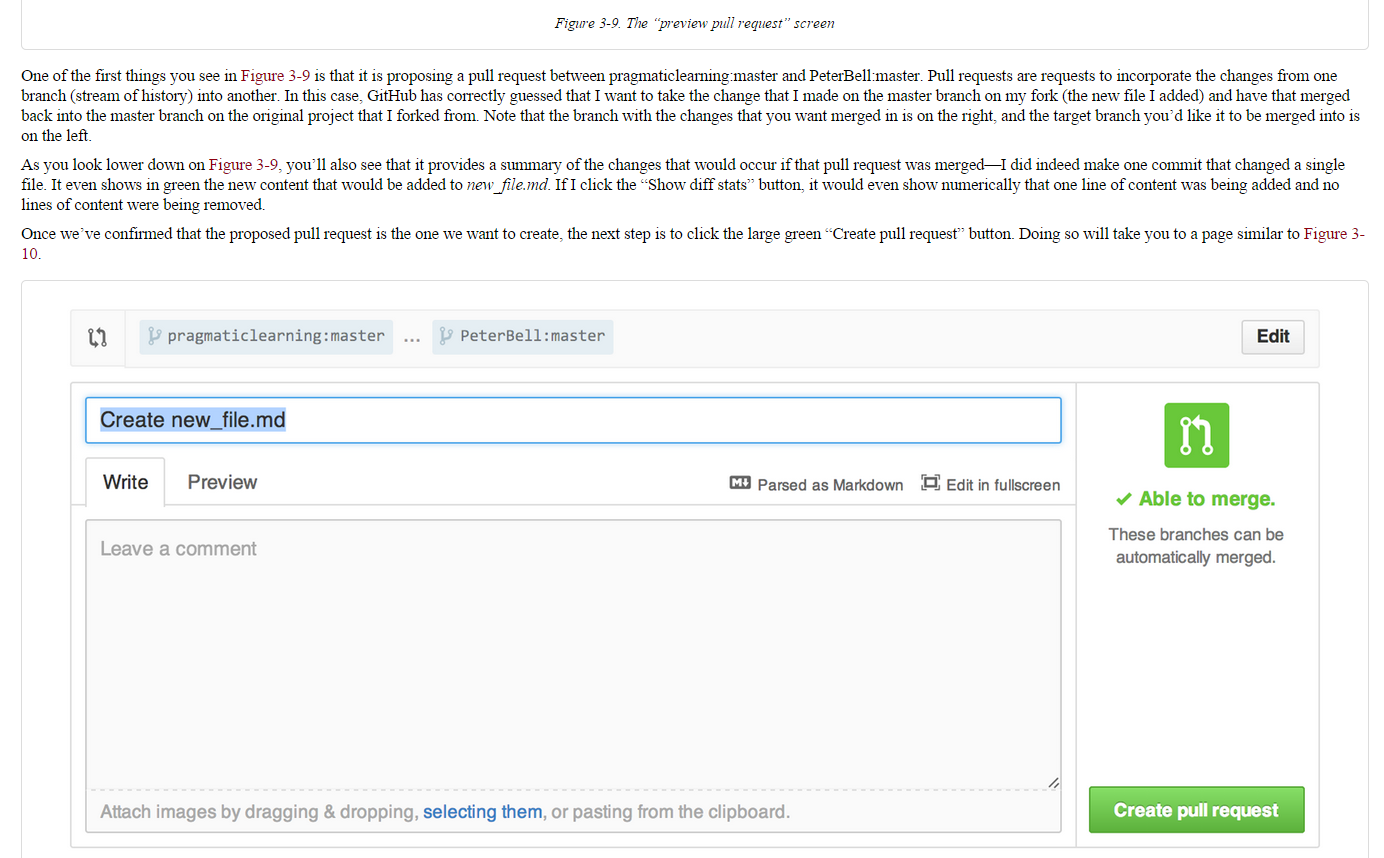 Figure 3-9. The “preview pull request” screen
One of the first things you see in Figure 3-9 is that it is proposing a pull request between pragmaticlearning:master and PeterBell:master. Pull requests are requests to incorporate the changes from one
branch (stream of history) into another. In this case, GitHub has correctly guessed that I want to take the change that I made on the master branch on my fork (the new file I added) and have that merged
back into the master branch on the original project that I forked from. Note that the branch with the changes that you want merged in is on the right, and the target branch you’d like it to be merged into is
on the left.
As you look lower down on Figure 3-9, you’ll also see that it provides a summary of the changes that would occur if that pull request was merged—I did indeed make one commit that changed a single
file. It even shows in green the new content that would be added to new_file.md. If I click the “Show diff stats” button, it would even show numerically that one line of content was being added and no
lines of content were being removed.
Once we’ve confirmed that the proposed pull request is the one we want to create, the next step is to click the large green “Create pull request” button. Doing so will take you to a page similar to Figure 3-
10.
pragmaticlearning:master ... PeterBell:master Edit
Create new_file.md
Write Preview M↓ Parsed as Markdown Edit in fullscreen
✓ Able to merge.
Leave a comment
These branches can be
automatically merged.
Attach images by dragging & dropping, selecting them, or pasting from the clipboard.
Create pull request